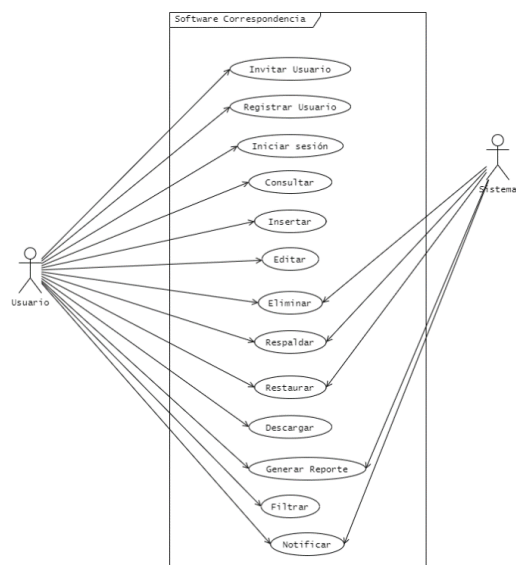 Software Correspondencia
Invitar Usuario
Registrar Usuario
Iniciar sesión
Consultar
Sistema
Insertar
Editar
Usuario
Eliminar
Respaldar
Restaurar
Descargar
Generar Reporte
Filtrar
Notificar